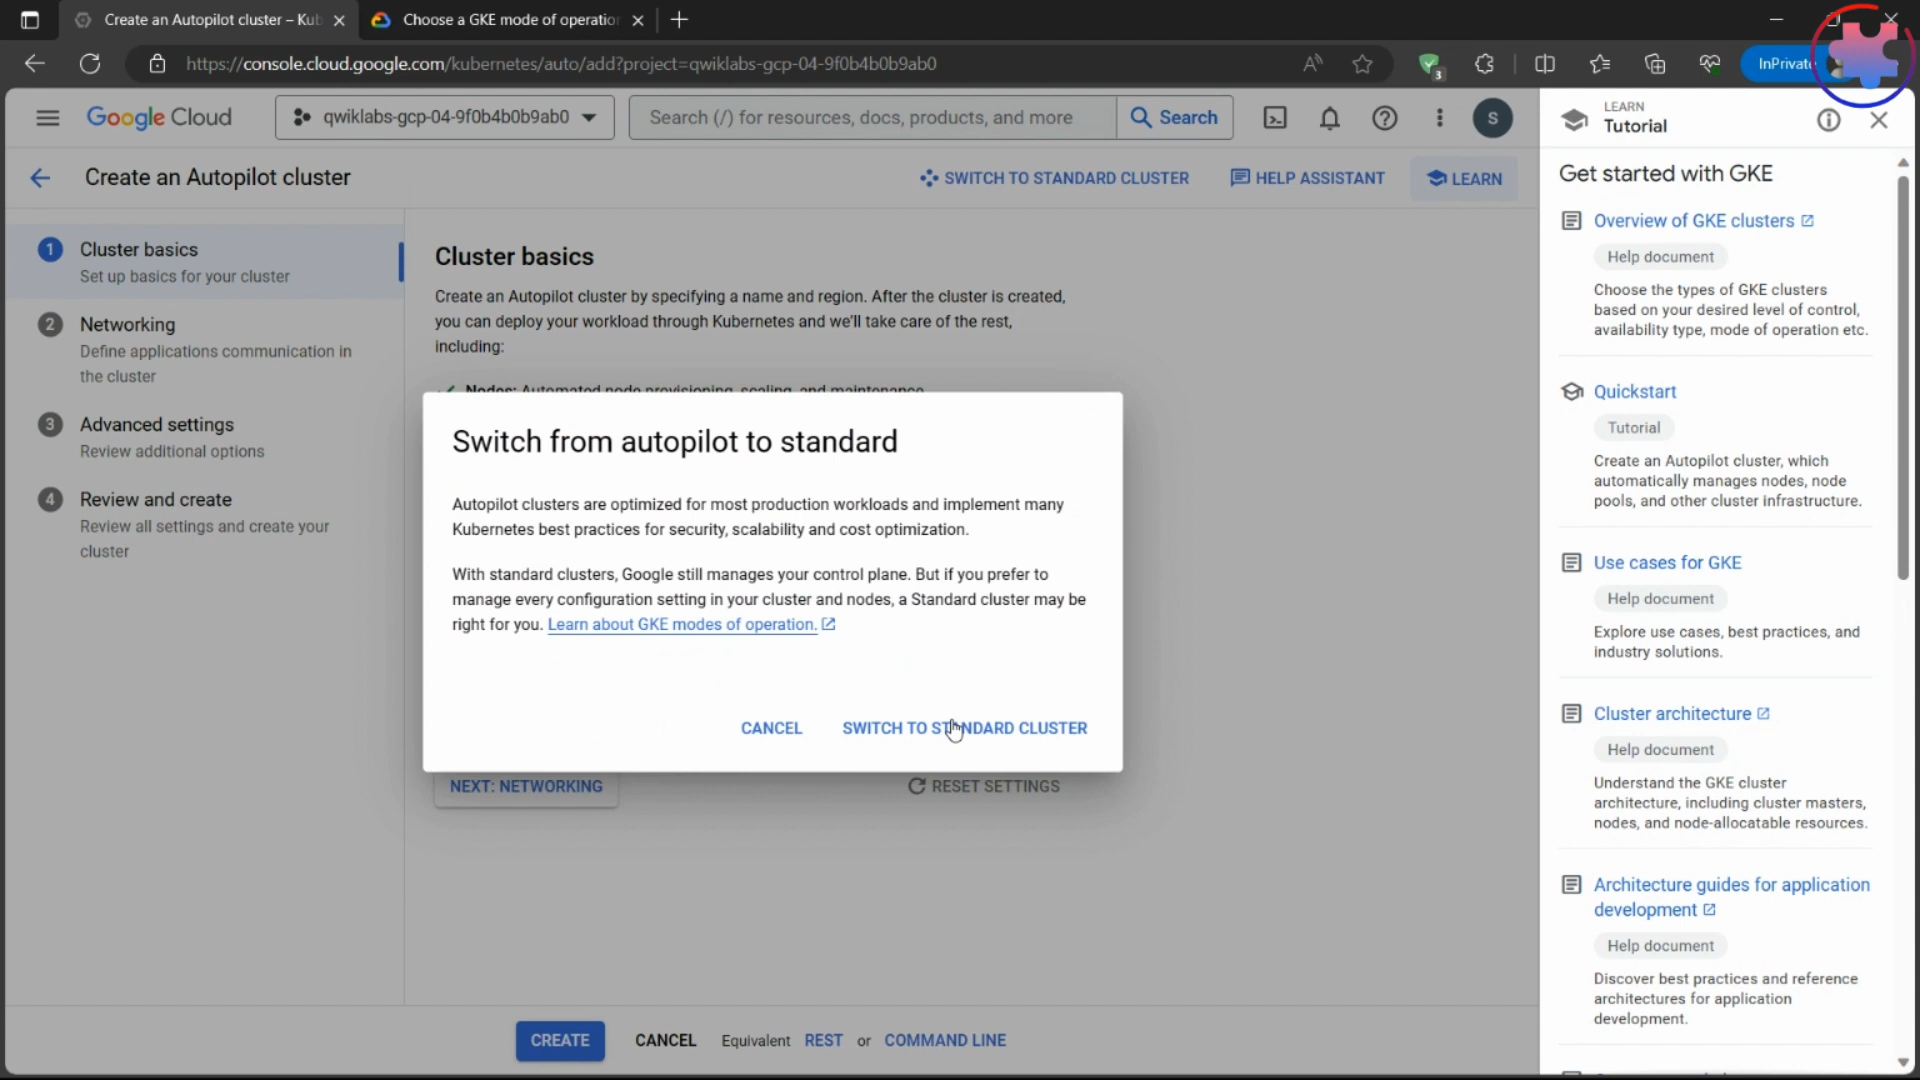 Create an Autopilot cluster – Kub
Choose a GKE mode of operation
https://console.cloud.google.com/kubernetes/auto/add?project=qwiklabs-gcp-04-9f0b4b0b9ab0
3
InPrivate
Google Cloud
qwiklabs-gcp-04-9f0b4b0b9ab0
Search (/) for resources, docs, products, and more
Search
S
Create an Autopilot cluster
SWITCH TO STANDARD CLUSTER
HELP ASSISTANT
LEARN
1
Cluster basics
Set up basics for your cluster
2
Networking
Define applications communication in
the cluster
3
Advanced settings
Review additional options
4
Review and create
Review all settings and create your
cluster
Cluster basics
Create an Autopilot cluster by specifying a name and region. After the cluster is created,
you can deploy your workload through Kubernetes and we'll take care of the rest,
including:
Nodes: Automated node provisioning, scaling, and maintenance
Switch from autopilot to standard
Autopilot clusters are optimized for most production workloads and implement many
Kubernetes best practices for security, scalability and cost optimization.
With standard clusters, Google still manages your control plane. But if you prefer to
manage every configuration setting in your cluster and nodes, a Standard cluster may be
right for you. Learn about GKE modes of operation.
CANCEL
SWITCH TO STANDARD CLUSTER
NEXT: NETWORKING
RESET SETTINGS
CREATE
CANCEL
Equivalent REST or COMMAND LINE
LEARN
Tutorial
Get started with GKE
Overview of GKE clusters
Help document
Choose the types of GKE clusters
based on your desired level of control,
availability type, mode of operation etc.
Quickstart
Tutorial
Create an Autopilot cluster, which
automatically manages nodes, node
pools, and other cluster infrastructure.
Use cases for GKE
Help document
Explore use cases, best practices, and
industry solutions.
Cluster architecture
Help document
Understand the GKE cluster
architecture, including cluster masters,
nodes, and node-allocatable resources.
Architecture guides for application
development
Help document
Discover best practices and reference
architectures for application
development.